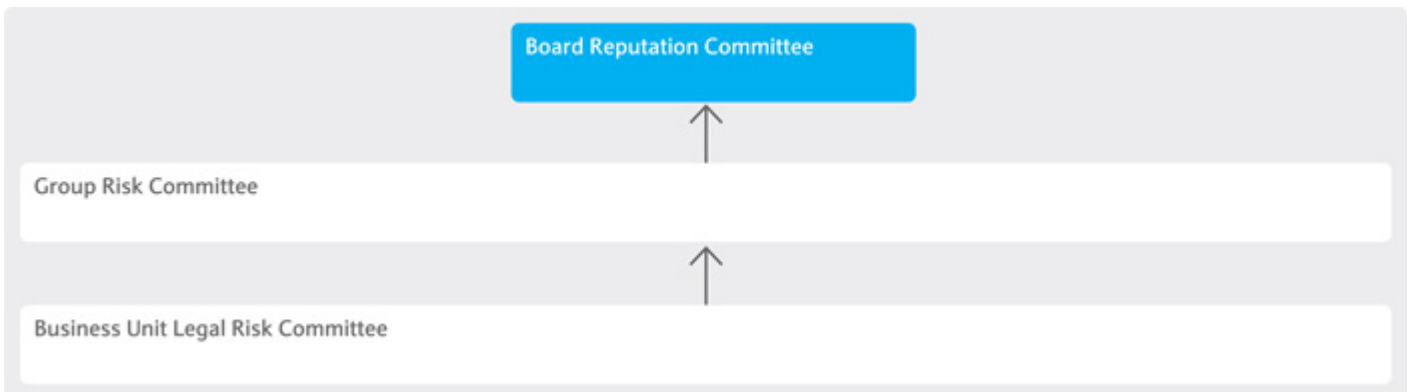 Board Reputation Committee
Group Risk Committee
Business Unit Legal Risk Committee